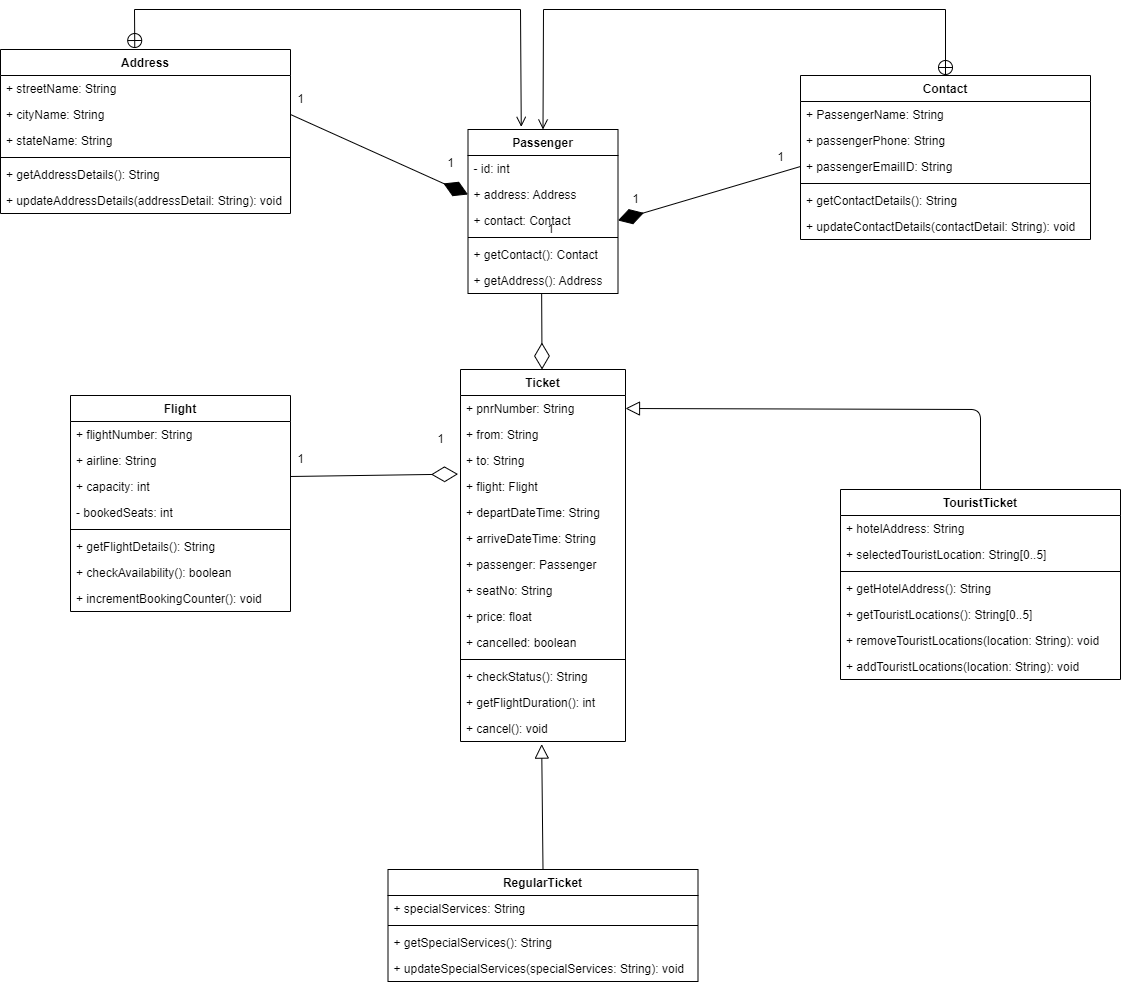 Address
+ streetName: String
+ cityName: String
+ stateName: String
+ getAddressDetails(): String
+ updateAddressDetails(addressDetail: String): void
1
1
Passenger
- id: int
+ address: Address
+ contact: Contact
1
+ getContact(): Contact
+ getAddress(): Address
1
1
Contact
+ PassengerName: String
+ passengerPhone: String
+ passengerEmailID: String
+ getContactDetails(): String
+ updateContactDetails(contactDetail: String): void
Flight
+ flightNumber: String
+ airline: String
+ capacity: int
- bookedSeats: int
+ getFlightDetails(): String
+ checkAvailability(): boolean
+ incrementBookingCounter(): void
1
1
Ticket
+ pnrNumber: String
+ from: String
+ to: String
+ flight: Flight
+ departDateTime: String
+ arriveDateTime: String
+ passenger: Passenger
+ seatNo: String
+ price: float
+ cancelled: boolean
+ checkStatus(): String
+ getFlightDuration(): int
+ cancel(): void
TouristTicket
+ hotelAddress: String
+ selectedTouristLocation: String[0..5]
+ getHotelAddress(): String
+ getTouristLocations(): String[0..5]
+ removeTouristLocations(location: String): void
+ addTouristLocations(location: String): void
RegularTicket
+ specialServices: String
+ getSpecialServices(): String
+ updateSpecialServices(specialServices: String): void